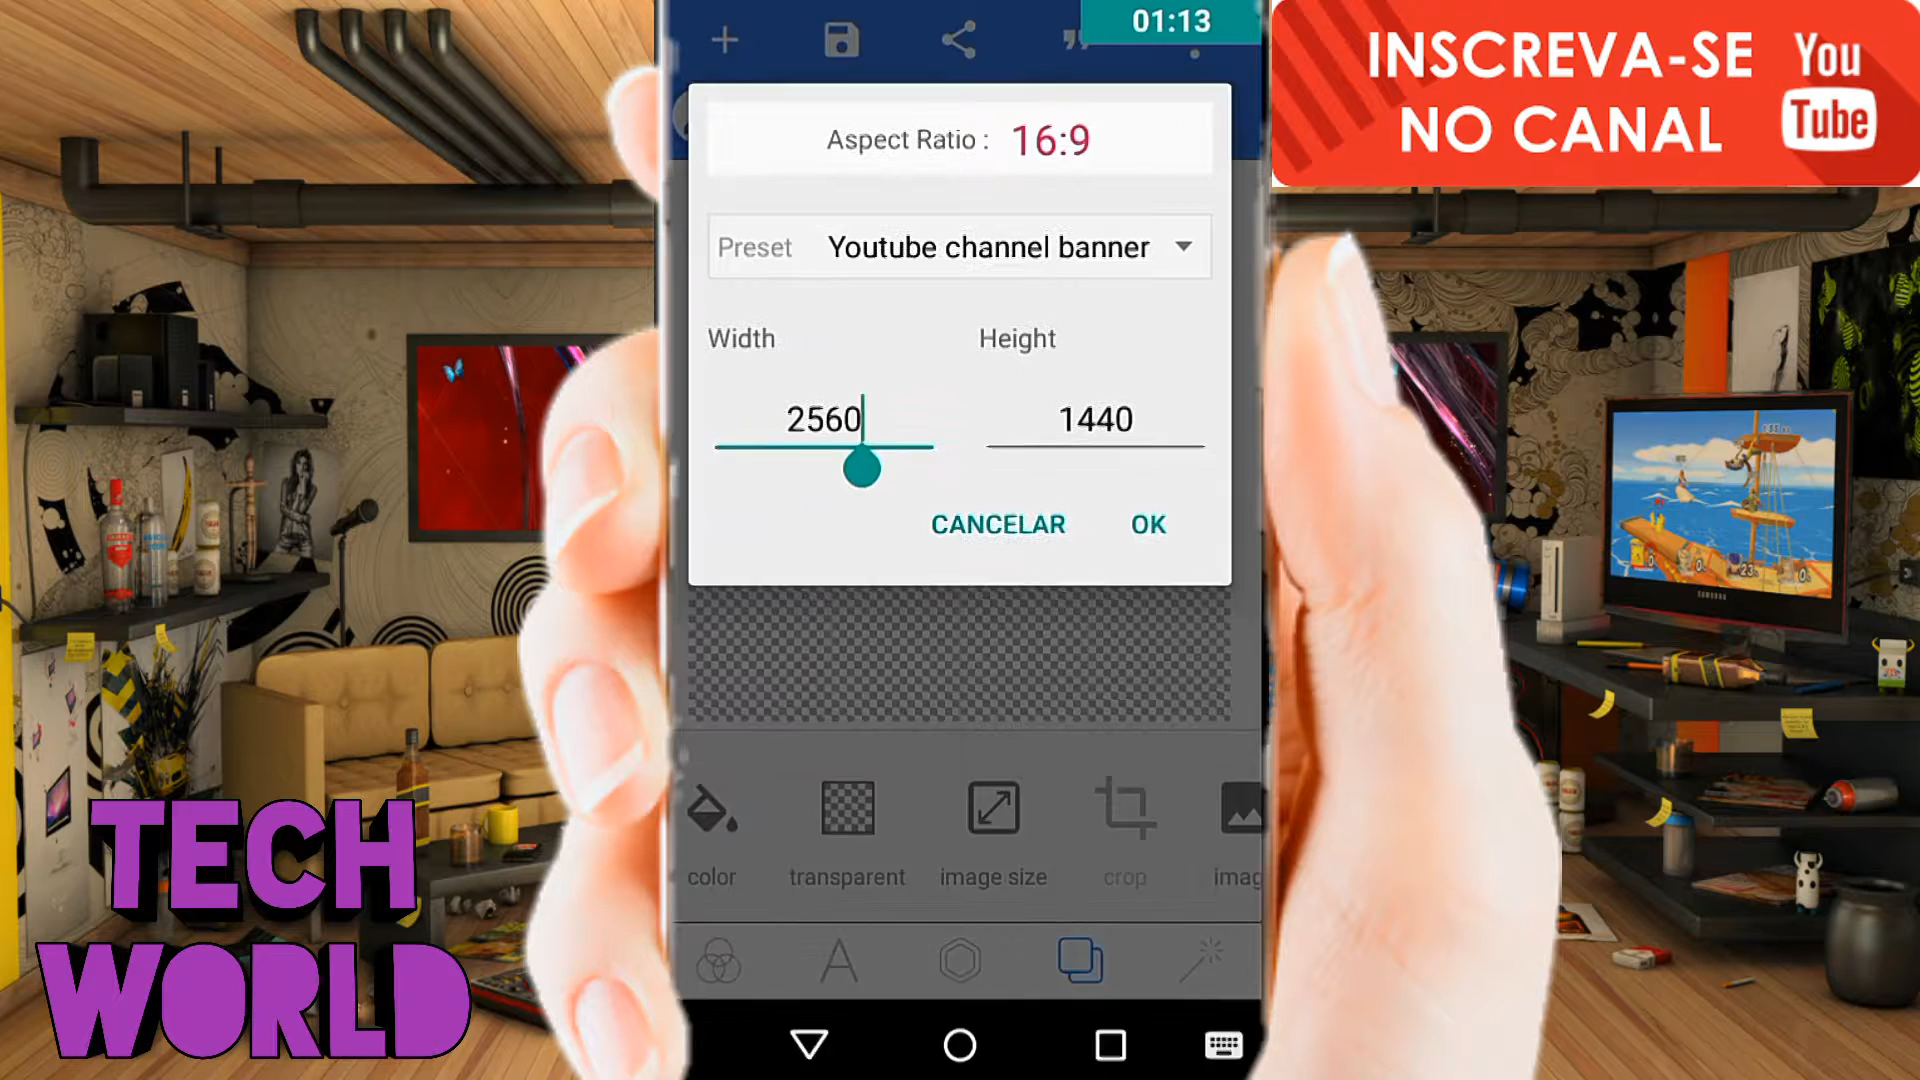 01:13
INSCREVA-SE
NO CANAL
You
Tube
Aspect Ratio : 16:9
Preset Youtube channel banner
Width Height
2560 1440
CANCELAR OK
color transparent image size crop imag
TECH
WORLD
SAMSUNG